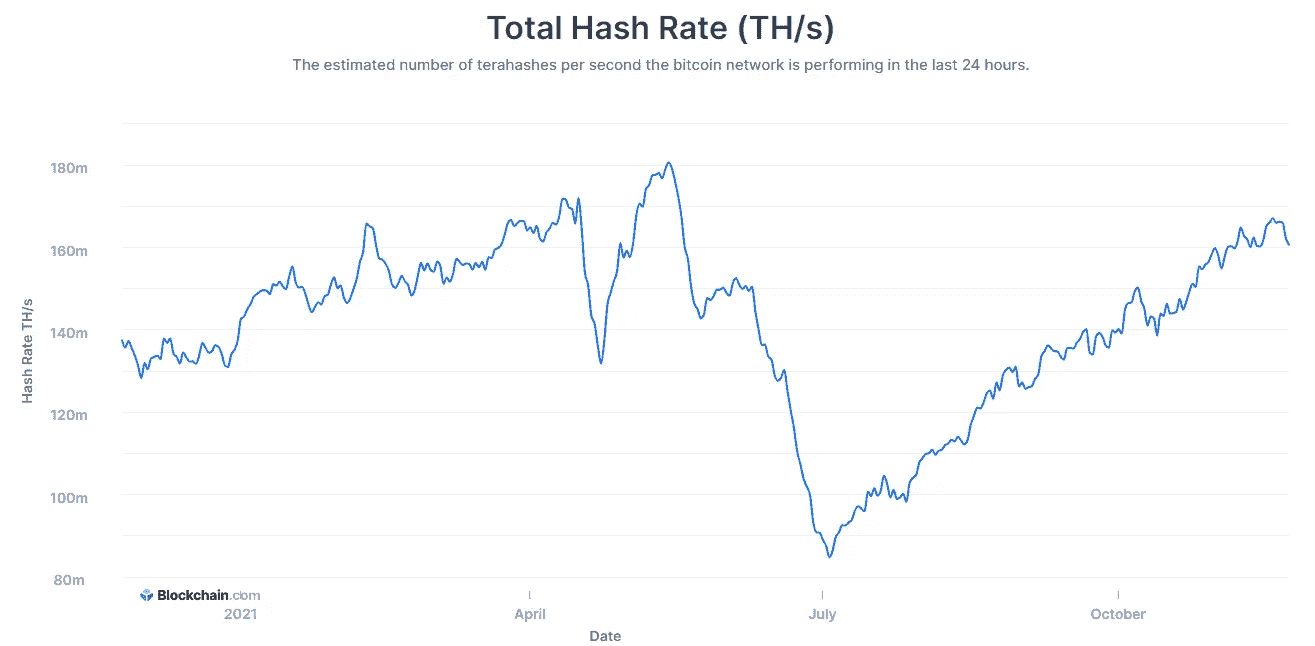 Total Hash Rate (TH/s)
The estimated number of terahashes per second the bitcoin network is performing in the last 24 hours.
180m
160m
140m
120m
100m
80m
Hash Rate TH/s
Blockchain.com
2021
April
July
October
Date